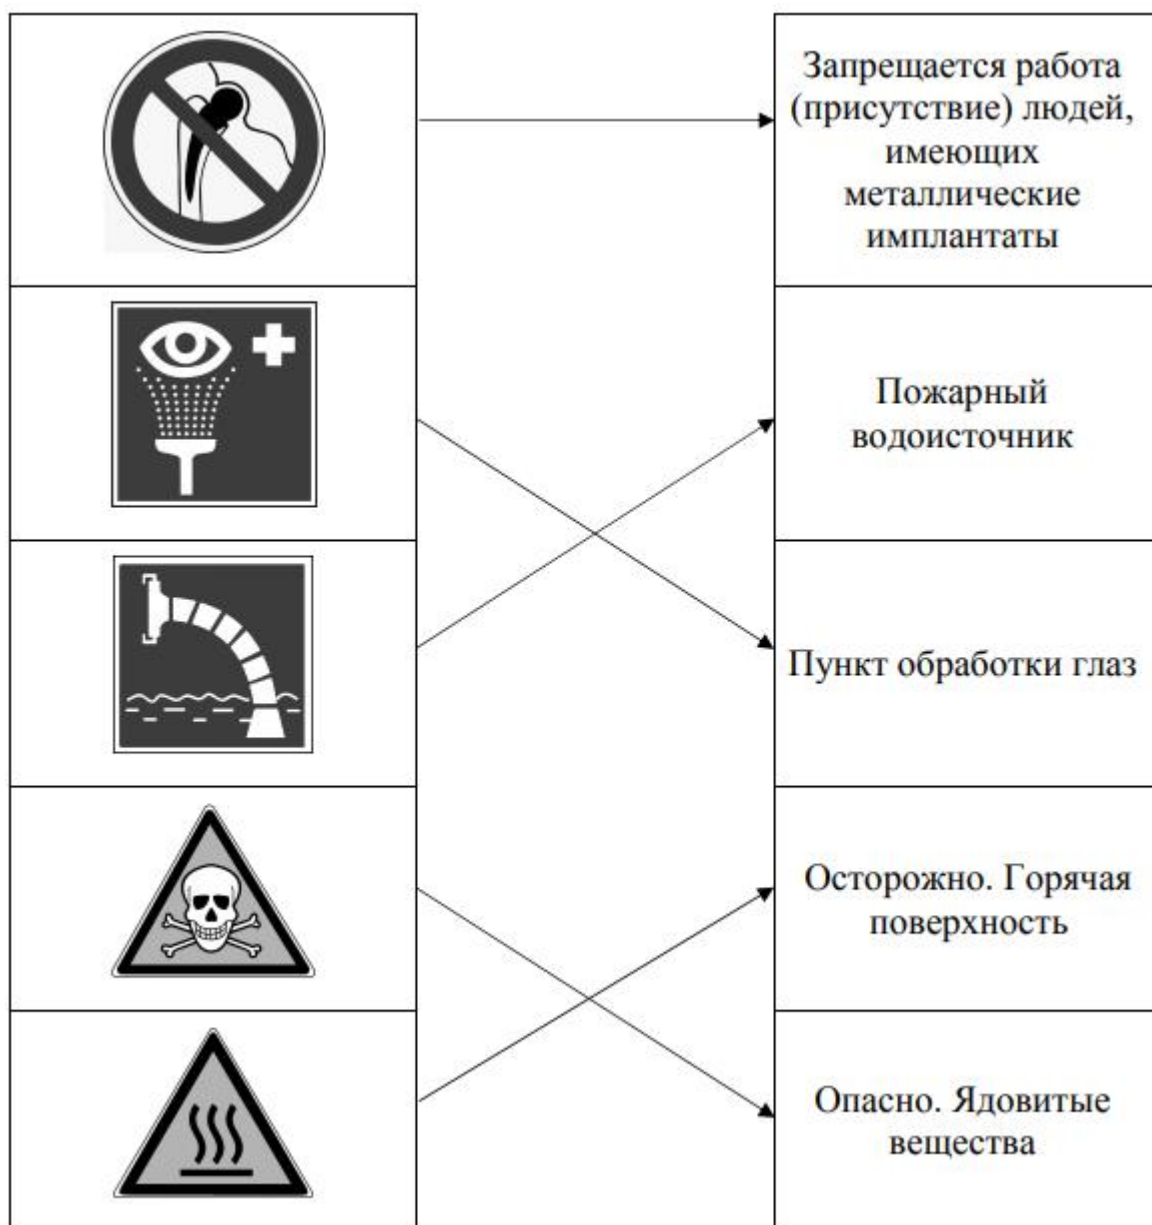 Запрещается работа
(присутствие) людей,
имеющих
металлические
имплантаты
Пожарный
водоисточник
Пункт обработки глаз
Осторожно. Горячая
поверхность
Опасно. Ядовитые
вещества